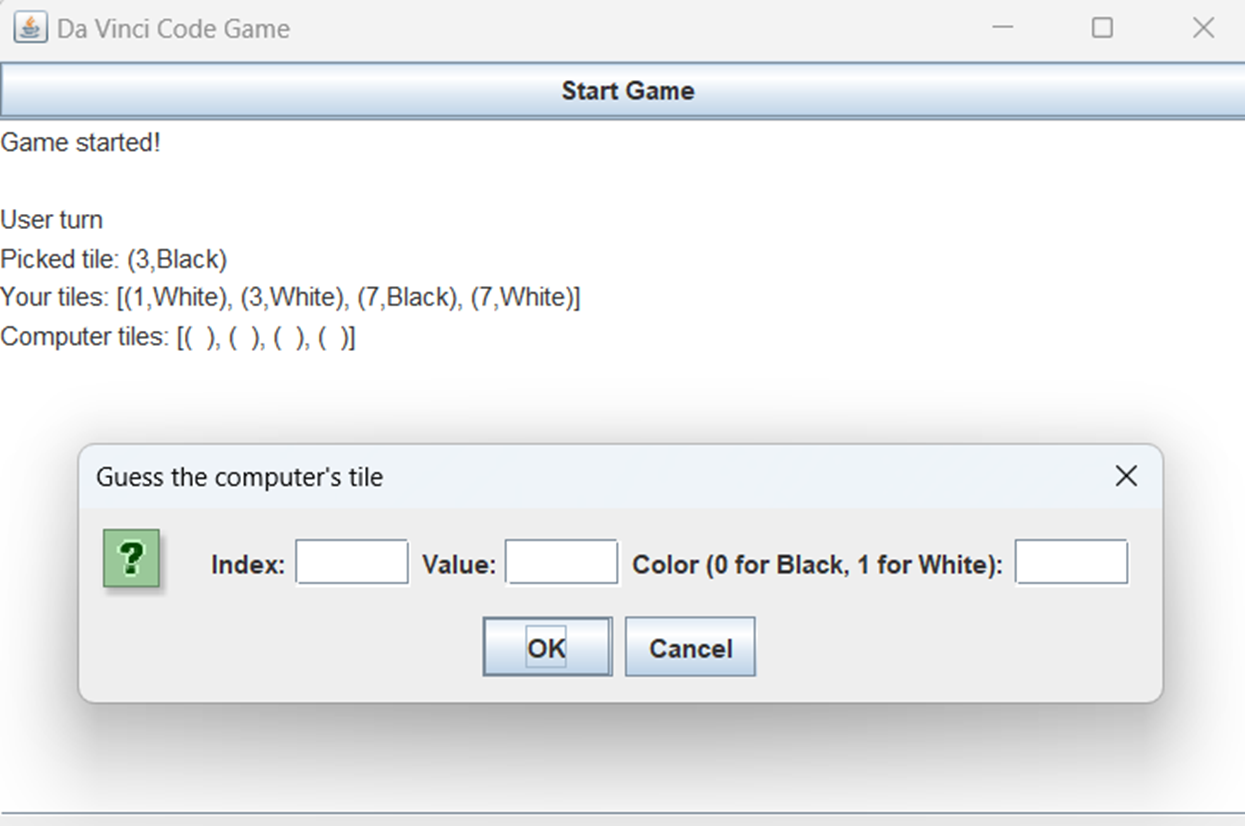 Da Vinci Code Game
Start Game
Game started!
User turn
Picked tile: (3,Black)
Your tiles: [(1,White), (3,White), (7,Black), (7,White)]
Computer tiles: [(  ), (  ), (  ), (  )]
Guess the computer's tile
?
Index: Value: Color (0 for Black, 1 for White):
OK Cancel